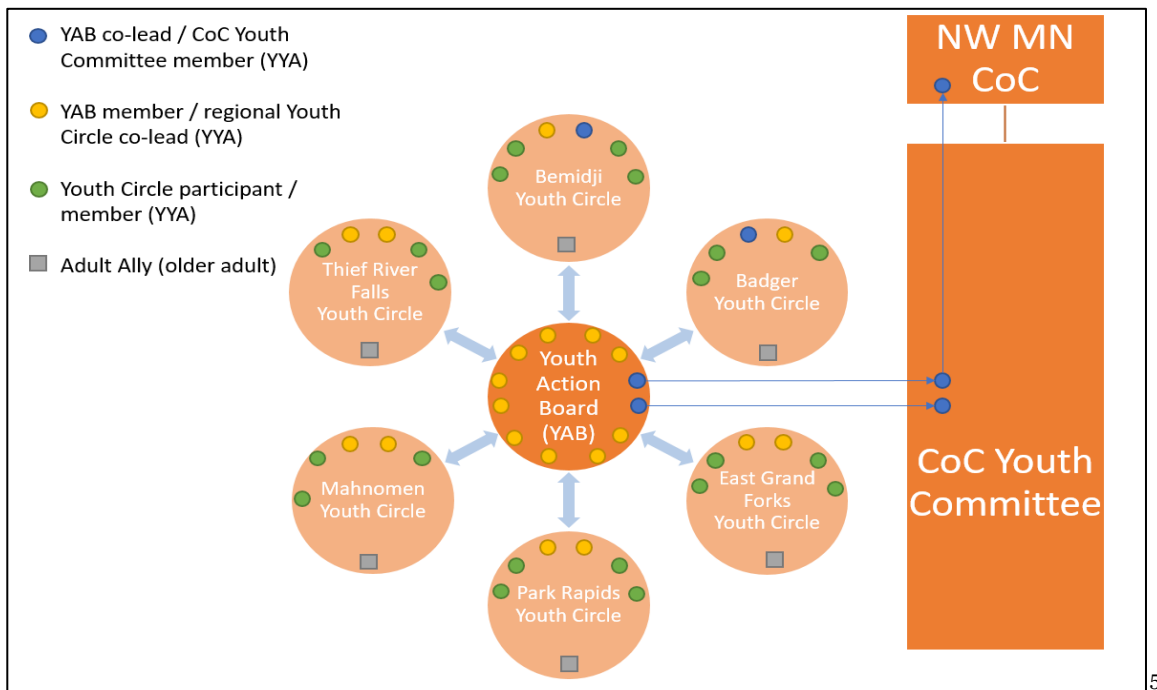 YAB co-lead / CoC Youth
Committee member (YYA)
YAB member / regional Youth
Circle co-lead (YYA)
Youth Circle participant /
member (YYA)
Adult Ally (older adult)
NW MN
CoC
Bemidji
Youth Circle
Thief River
Falls
Youth Circle
Badger
Youth Circle
Youth
Action
Board
(YAB)
Mahnomen
Youth Circle
East Grand
Forks
Youth Circle
Park Rapids
Youth Circle
CoC Youth
Committee
5